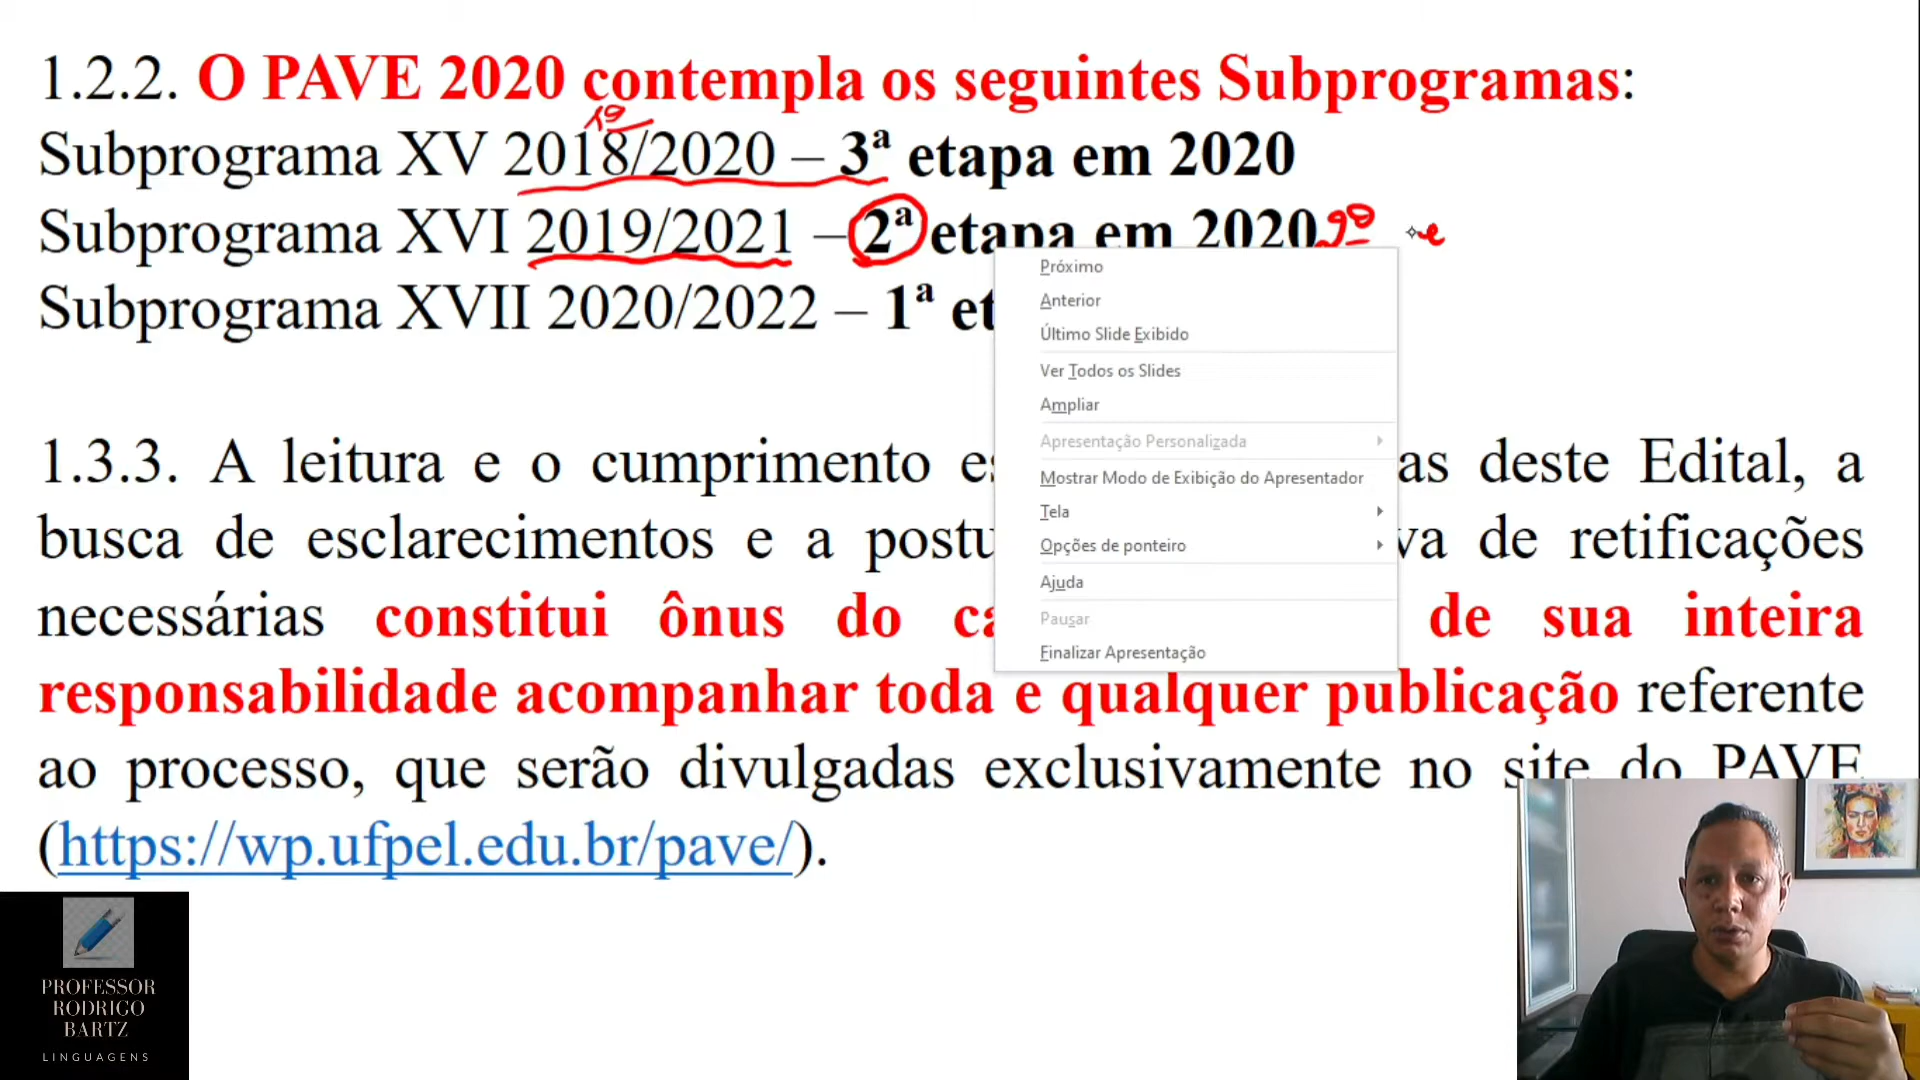 1.2.2. O PAVE 2020 contempla os seguintes Subprogramas:
Subprograma XV 2018/2020 – 3ª etapa em 2020
Subprograma XVI 2019/2021 – 2ª etapa em 2020
Subprograma XVII 2020/2022 – 1ª
Próximo
Anterior
Último Slide Exibido
Ver Todos os Slides
Ampliar
Apresentação Personalizada
Mostrar Modo de Exibição do Apresentador
Tela
Opções de ponteiro
Ajuda
Pausar
Finalizar Apresentação
1.3.3. A leitura e o cumprimento deste Edital, a
busca de esclarecimentos e a de retificações
necessárias constitui ônus do de sua inteira
responsabilidade acompanhar toda e qualquer publicação referente
ao processo, que serão divulgadas exclusivamente no site do PAVE
(https://wp.ufpel.edu.br/pave/).
PROFESSOR
RODRIGO
BARTZ
LINGUAGENS